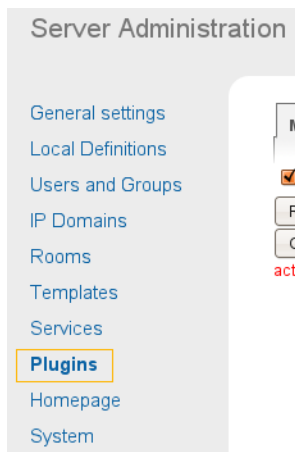 Server Administration
General settings
Local Definitions
Users and Groups
IP Domains
Rooms
Templates
Services
Plugins
Homepage
System